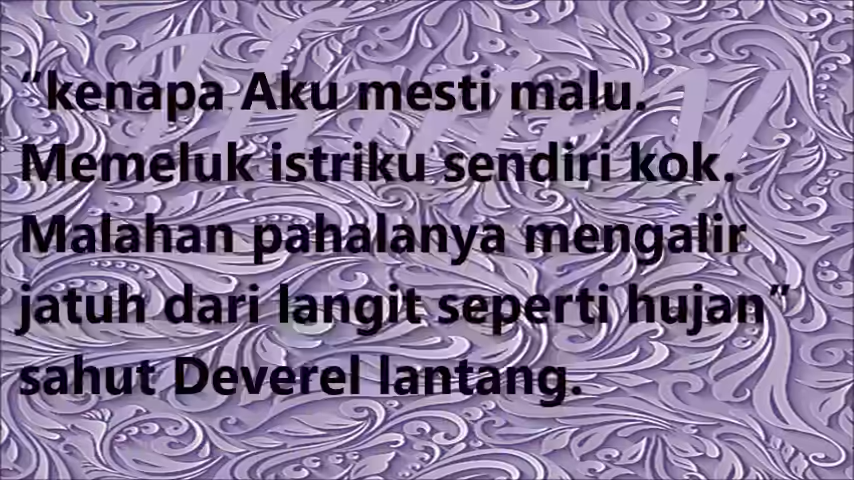 “kenapa Aku mesti malu.
Memeluk istriku sendiri kok.
Malahan pahalanya mengalir
jatuh dari langit seperti hujan”
sahut Deverel lantang.